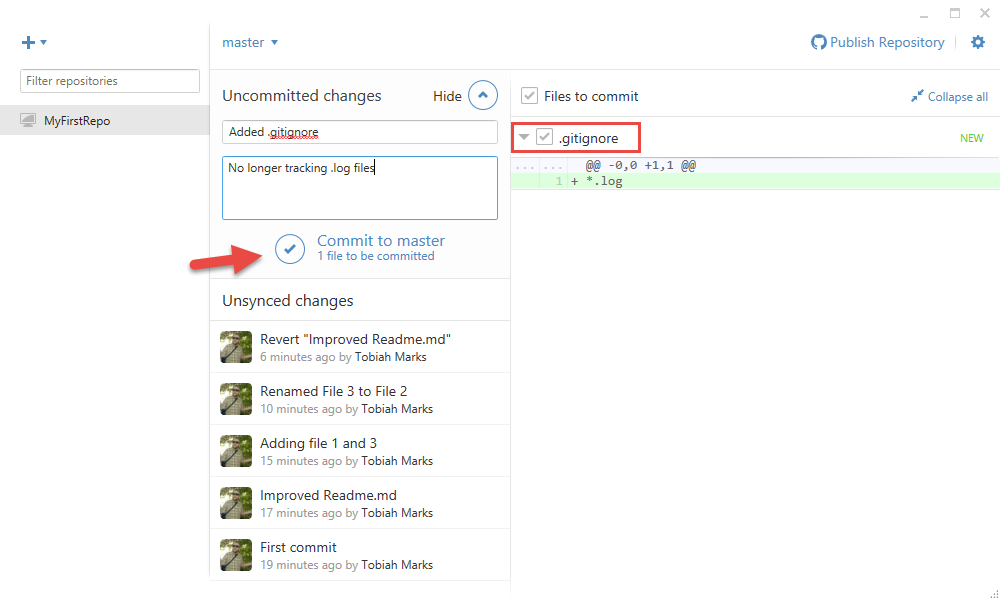 master
Publish Repository
Filter repositories
MyFirstRepo
Uncommitted changes
Hide
Added .gitignore
No longer tracking .log files
Commit to master
1 file to be committed
Unsynced changes
Revert "Improved Readme.md"
6 minutes ago by Tobiah Marks
Renamed File 3 to File 2
10 minutes ago by Tobiah Marks
Adding file 1 and 3
15 minutes ago by Tobiah Marks
Improved Readme.md
17 minutes ago by Tobiah Marks
First commit
19 minutes ago by Tobiah Marks
Files to commit
Collapse all
.gitignore
NEW
... ... @@ -0,0 +1,1 @@
1 + *.log